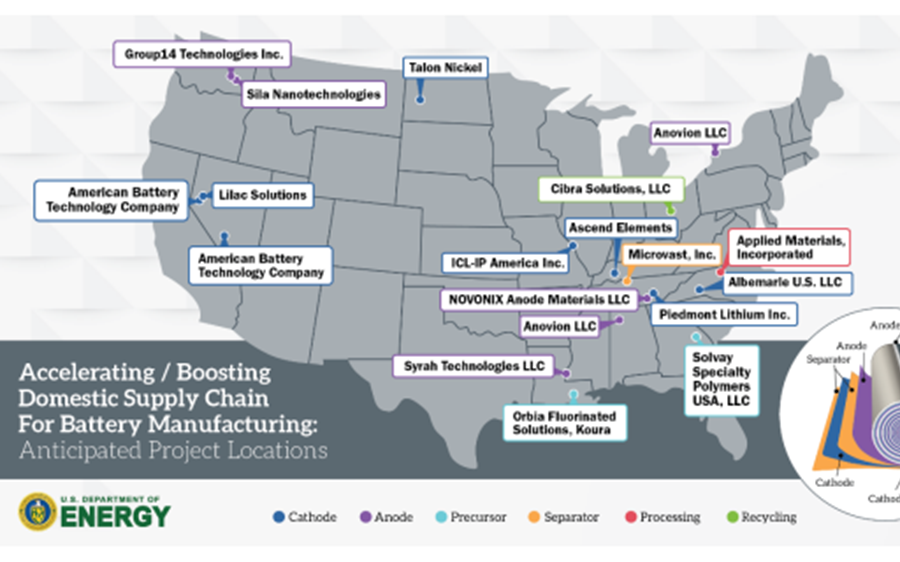 Group14 Technologies Inc.
Sila Nanotechnologies
Talon Nickel
Anovion LLC
Cibra Solutions, LLC
American Battery
Technology Company
Lilac Solutions
Ascend Elements
Applied Materials,
Incorporated
Microvast, Inc.
American Battery
Technology Company
ICL-IP America Inc.
Albemarle U.S. LLC
NOVONIX Anode Materials LLC
Piedmont Lithium Inc.
Anovion LLC
Syrah Technologies LLC
Solvay
Specialty
Polymers
USA, LLC
Orbia Fluorinated
Solutions, Koura
Accelerating / Boosting
Domestic Supply Chain
For Battery Manufacturing:
Anticipated Project Locations
Anode
Anode
Separator
Cathode
Cathod
U.S. DEPARTMENT OF
ENERGY
Cathode
Anode
Precursor
Separator
Processing
Recycling